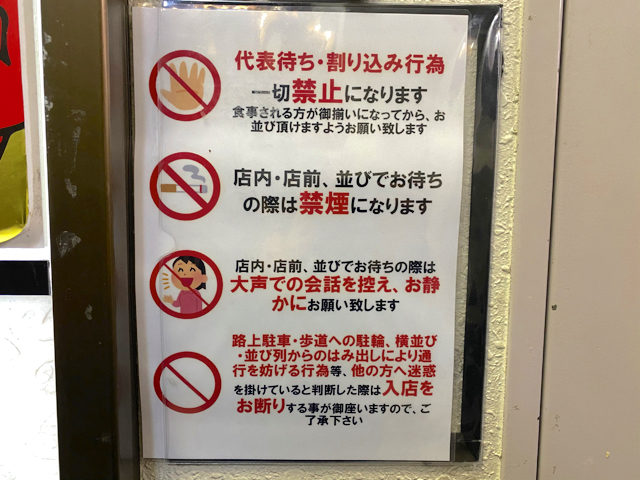 代表待ち・割り込み行為
一切禁止になります
食事される方が御揃いになってから、お
並び頂けますようお願い致します
店内・店前、並びでお待ち
の際は禁煙になります
店内・店前、並びでお待ちの際は
大声での会話を控え、お静
かにお願い致します
路上駐車・歩道への駐輪、横並び
・並び列からのはみ出しにより通
行を妨げる行為等、他の方へ迷惑
を掛けていると判断した際は入店を
お断りする事が御座いますので、ご
了承下さい